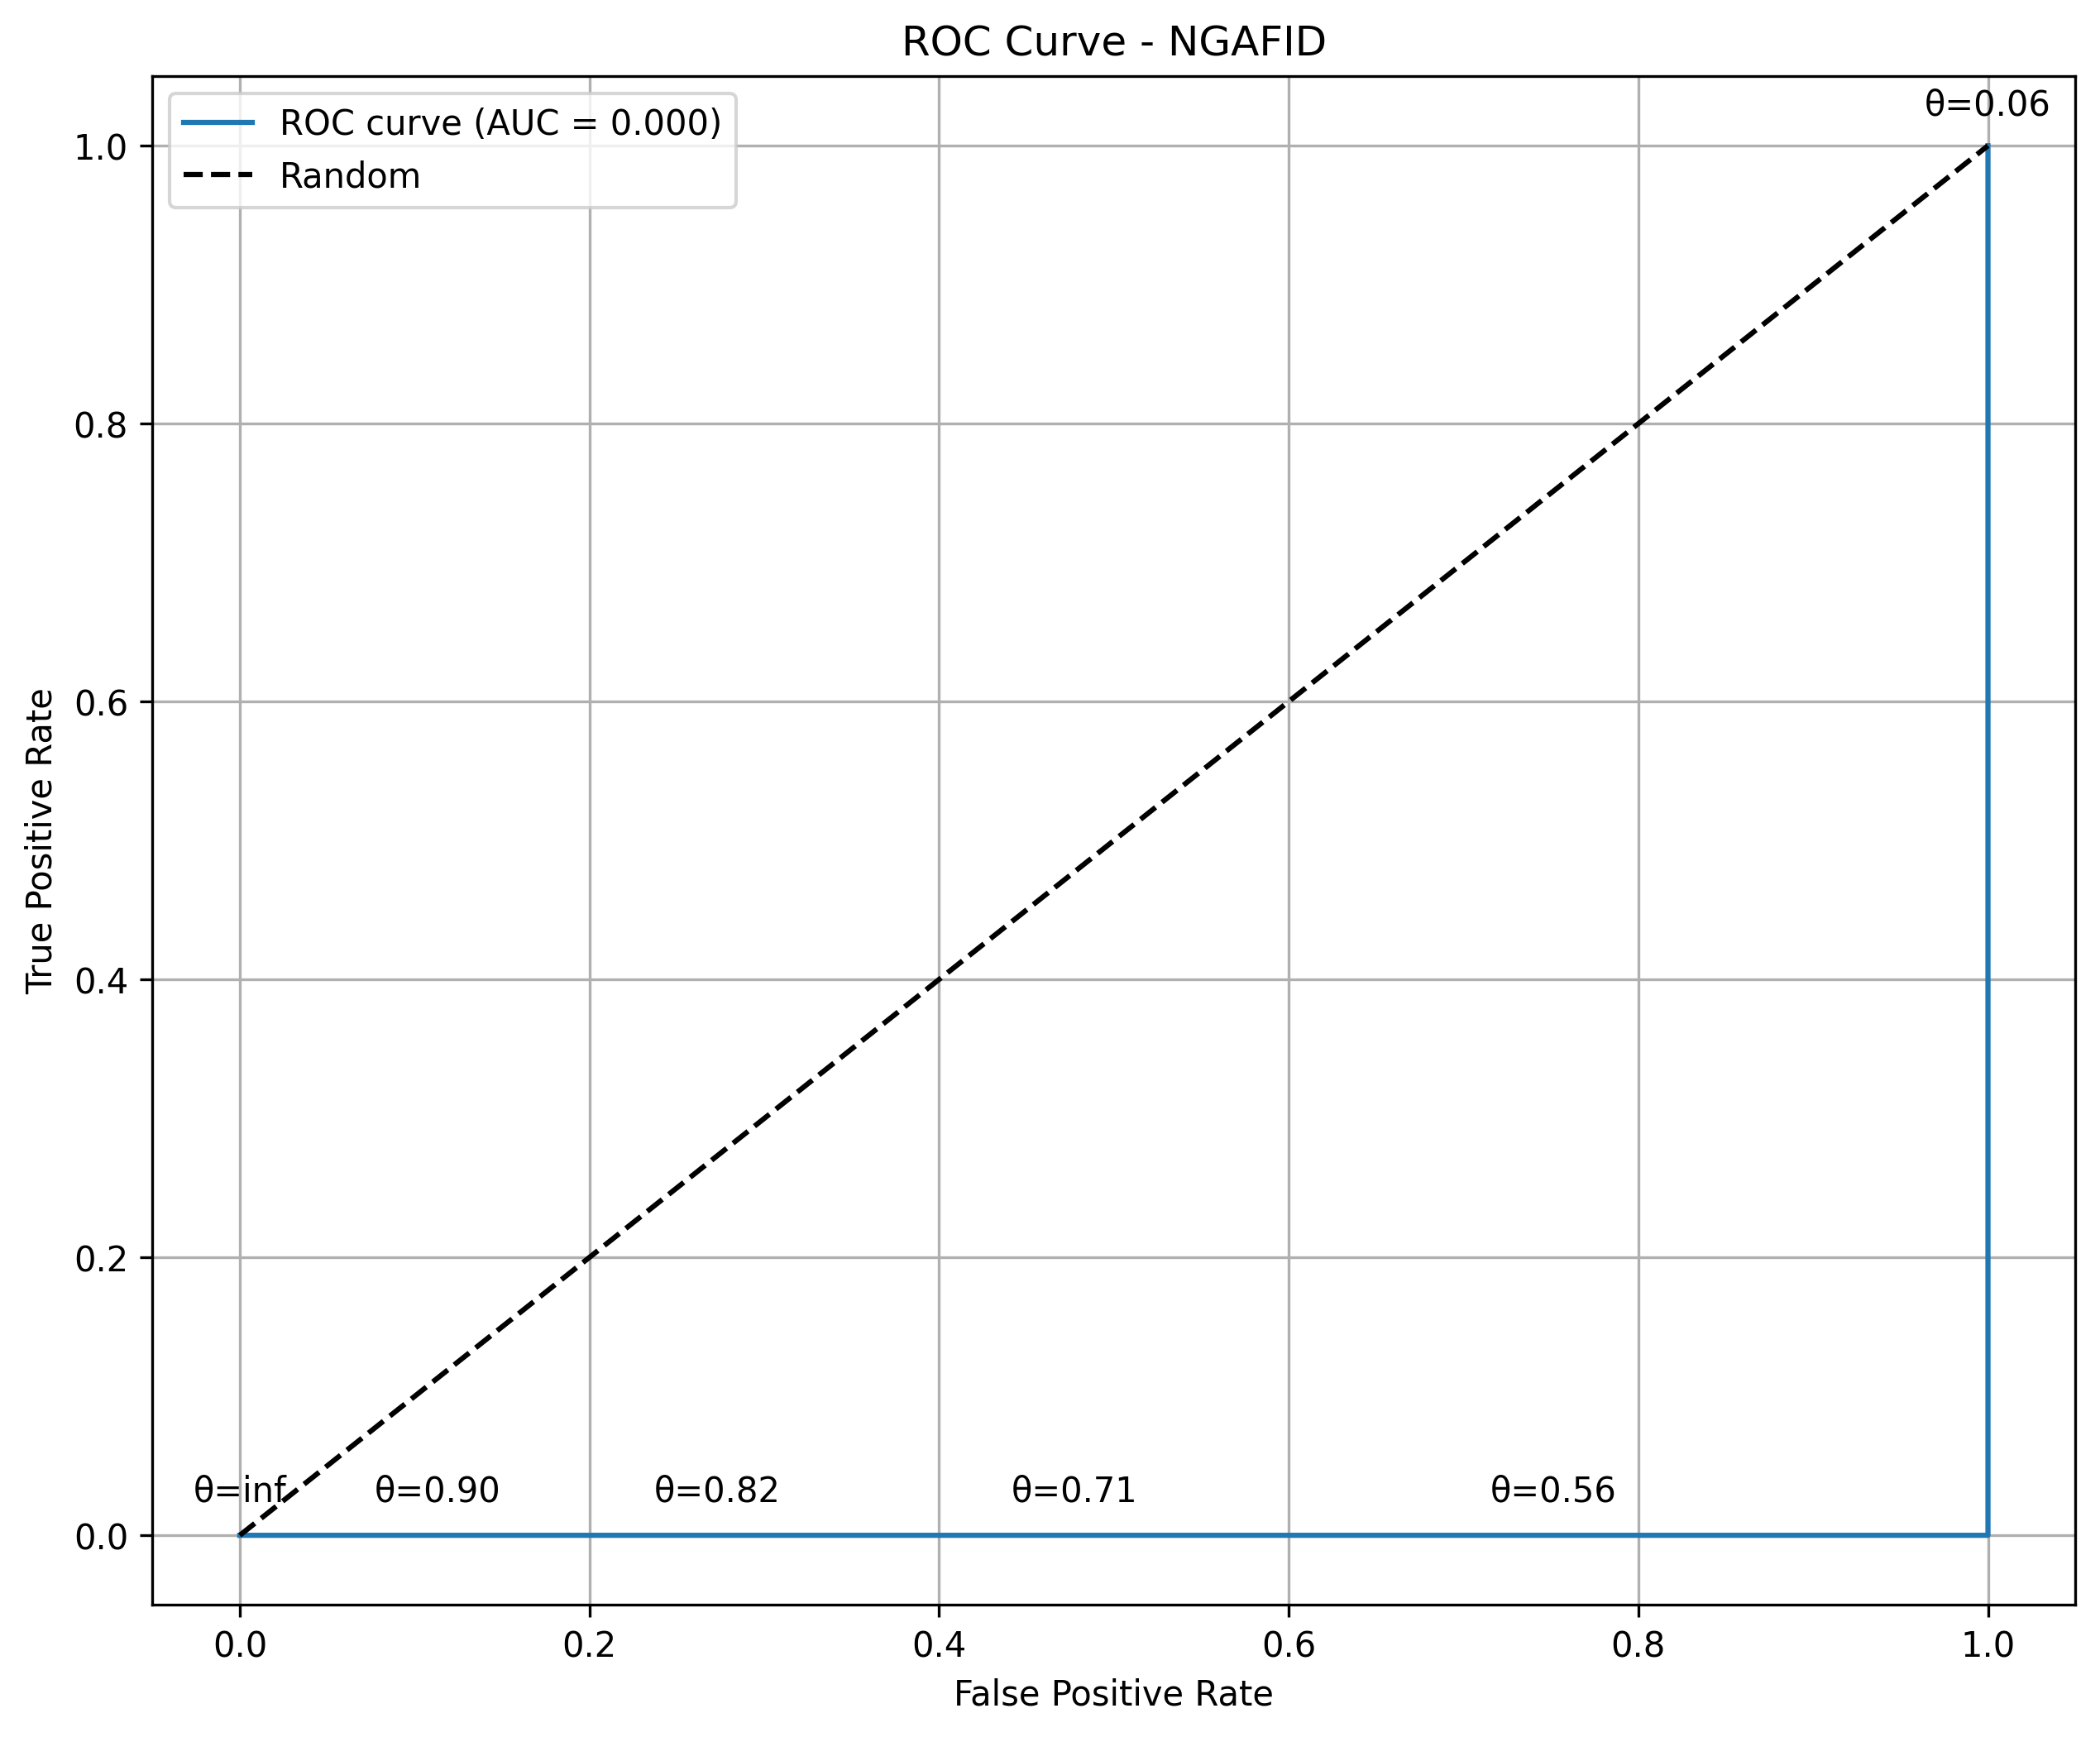 ROC Curve - NGAFID
ROC curve (AUC = 0.000)
Random
θ=0.06
1.0
0.8
0.6
0.4
0.2
0.0
True Positive Rate
θ=inf
θ=0.90
θ=0.82
θ=0.71
θ=0.56
0.0
0.2
0.4
0.6
0.8
1.0
False Positive Rate